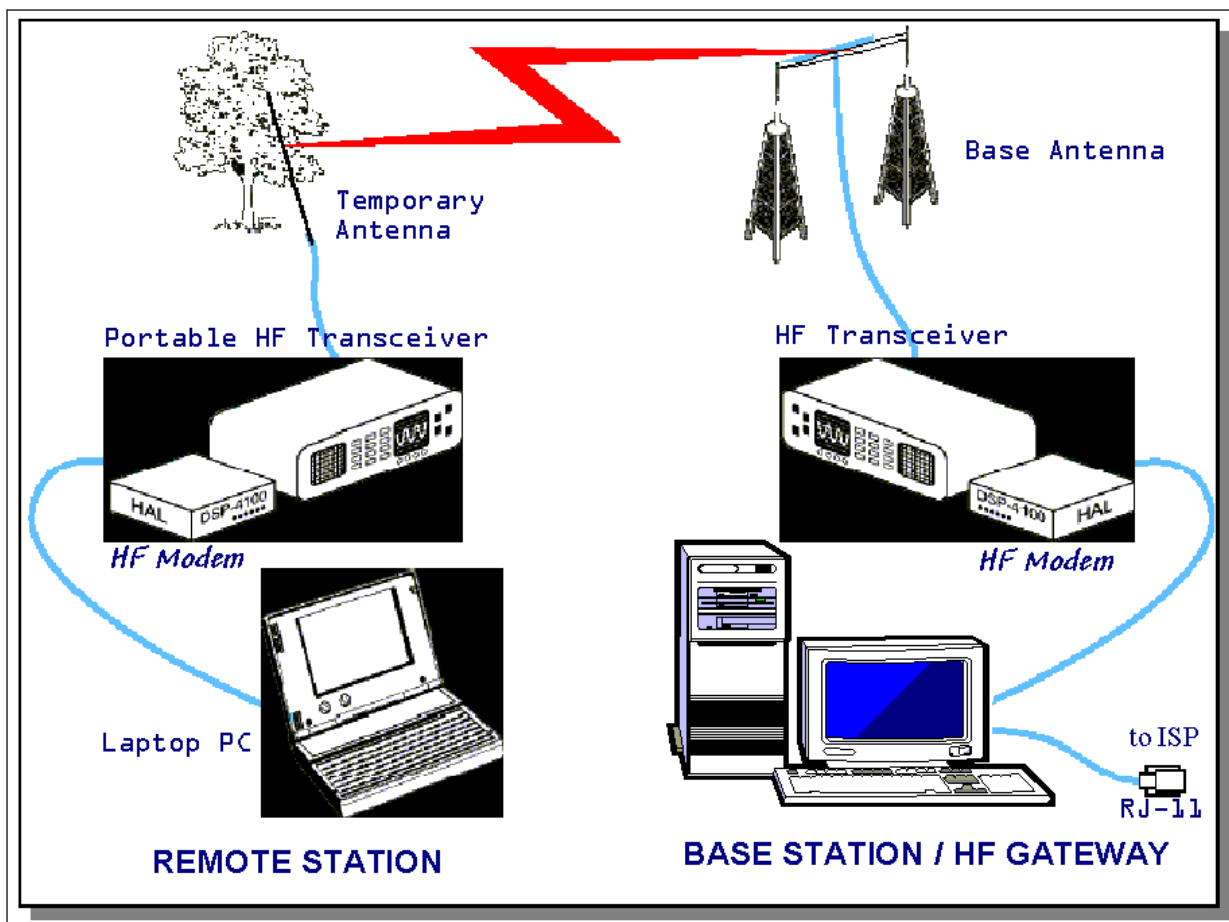 Base Antenna
Temporary
Antenna
Portable HF Transceiver
HF Transceiver
HAL
DSP-4100
DSP-4100
HAL
HF Modem
HF Modem
Laptop PC
to ISP
RJ-11
REMOTE STATION
BASE STATION / HF GATEWAY